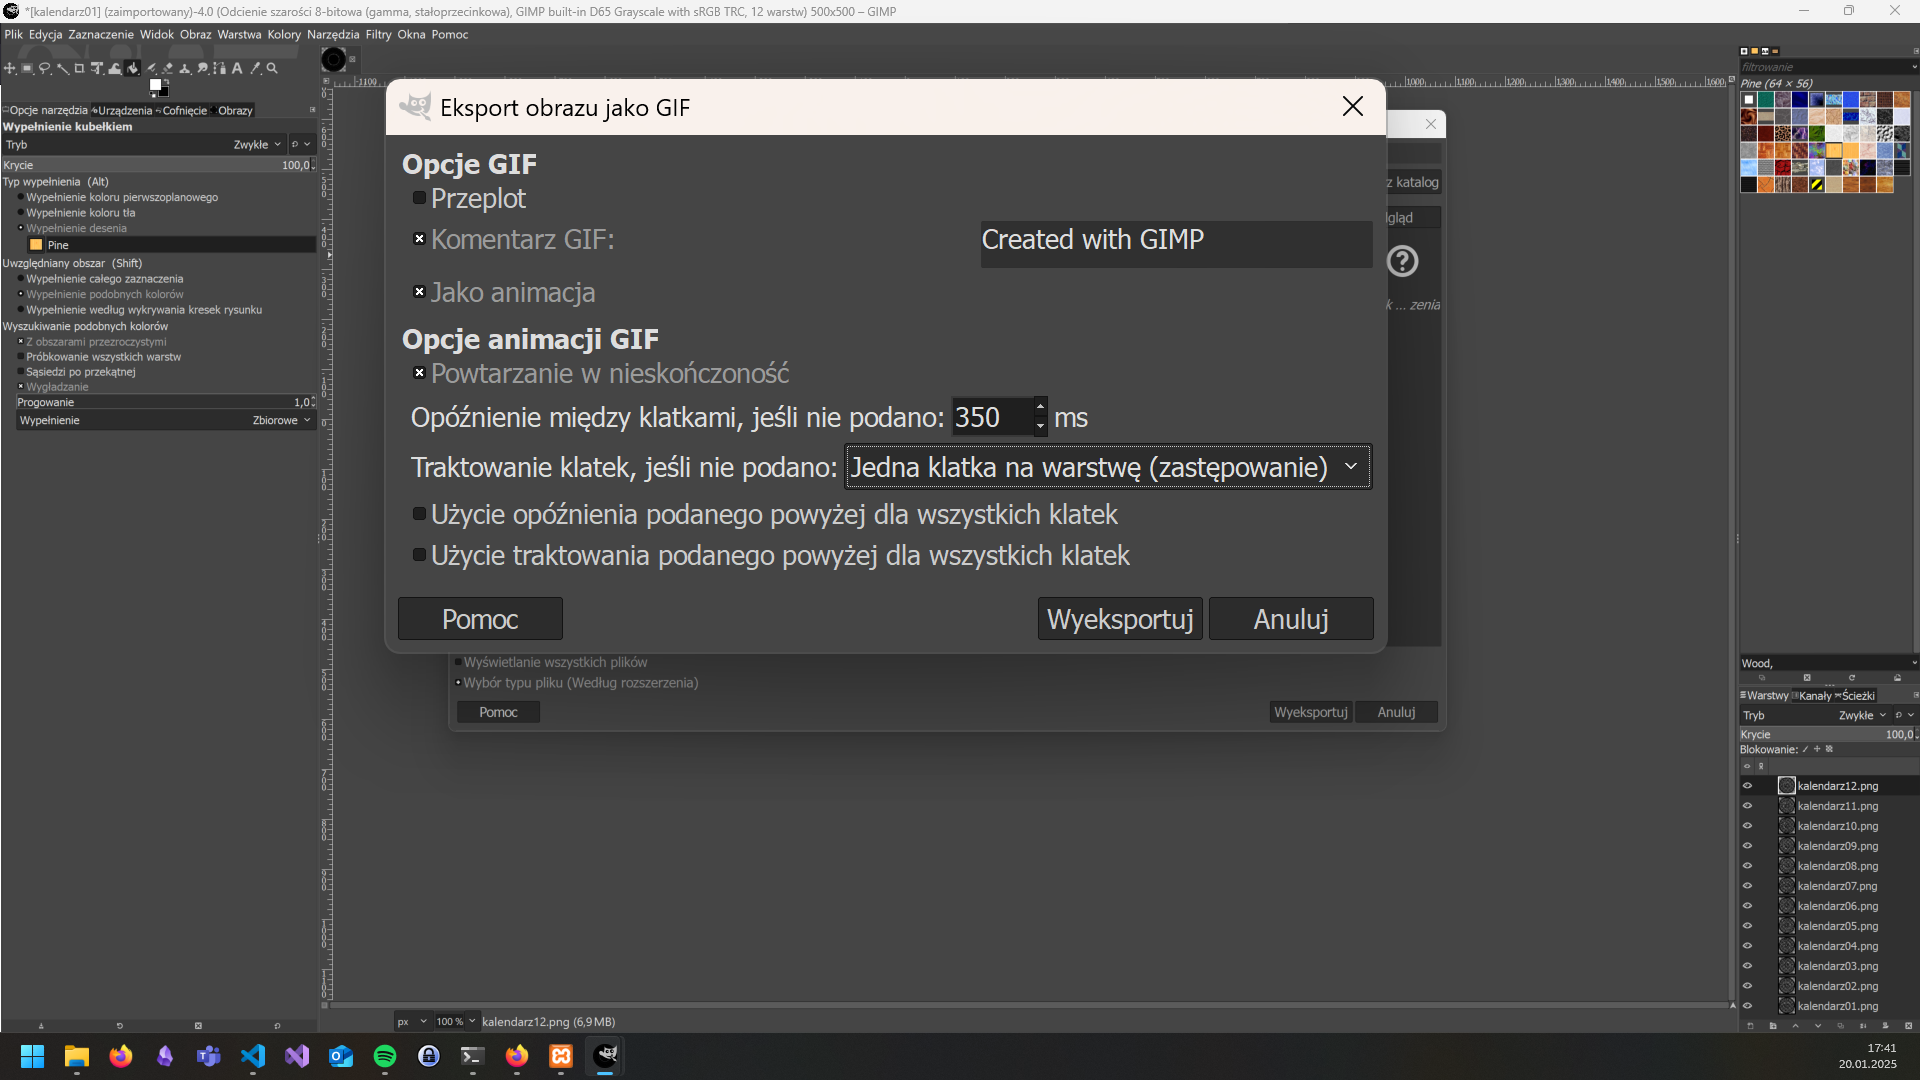 *[kalendarz01] (zaimportowany)-4.0 (Odcienie szarości 8-bitowa (gamma, stałoprzecinkowa), GIMP built-in D65 Grayscale with sRGB TRC, 12 warstw) 500x500 – GIMP
Plik Edycja Zaznaczenie Widok Obraz Warstwa Kolory Narzędzia Filtry Okna Pomoc
Opcje narzędzia Urządzenia Cofnięcie Obrazy
Wypełnienie kubełkiem
Tryb Zwykłe
Krycie 100,0
Typ wypełnienia (Alt)
Wypełnienie koloru pierwszoplanowego
Wypełnienie koloru tła
Wypełnienie desenia
Pine
Uwzględniany obszar (Shift)
Wypełnienie całego zaznaczenia
Wypełnienie podobnych kolorów
Wypełnienie według wykrywania kresek rysunku
Wyszukiwanie podobnych kolorów
Z obszarami przezroczystymi
Próbkowanie wszystkich warstw
Sąsiedzi po przekątnej
Wygładzanie
Progowanie 1,0
Wypełnienie Zbiorowe
Eksport obrazu jako GIF
Opcje GIF
Przeplot
Komentarz GIF: Created with GIMP
Jako animacja
Opcje animacji GIF
Powtarzanie w nieskończoność
Opóźnienie między klatkami, jeśli nie podano: 350 ms
Traktowanie klatek, jeśli nie podano: Jedna klatka na warstwę (zastępowanie)
Użycie opóźnienia podanego powyżej dla wszystkich klatek
Użycie traktowania podanego powyżej dla wszystkich klatek
Pomoc Wyeksportuj Anuluj
z katalog
gląd
k ... zenia
Wyświetlanie wszystkich plików
Wybór typu pliku (Według rozszerzenia)
Pomoc Wyeksportuj Anuluj
1000 1100 1200 1300 1400 1500 1600
px 100 % kalendarz12.png (6,9 MB)
filtrowanie
Pine (64 × 56)
Wood,
Warstwy Kanały Ścieżki
Tryb Zwykłe
Krycie 100,0
Blokowanie:
kalendarz12.png
kalendarz11.png
kalendarz10.png
kalendarz09.png
kalendarz08.png
kalendarz07.png
kalendarz06.png
kalendarz05.png
kalendarz04.png
kalendarz03.png
kalendarz02.png
kalendarz01.png
17:41
20.01.2025